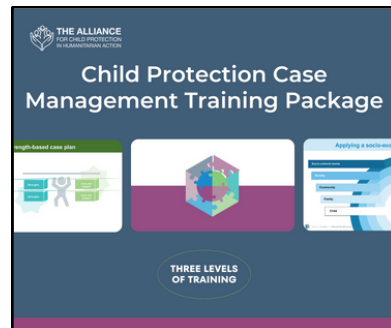 THE ALLIANCE
FOR CHILD PROTECTION
IN HUMANITARIAN ACTION
Child Protection Case
Management Training Package
rength-based case plan
Applying a socio-eco
Society
Community
Family
Child
THREE LEVELS
OF TRAINING